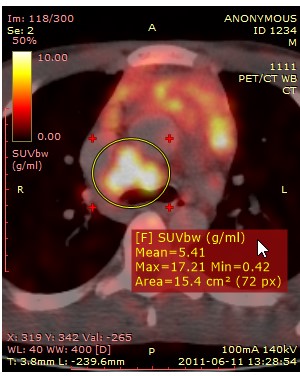 Im: 118/300
Se: 2
50%
10.00
0.00
SUVbw
(g/ml)
A
ANONYMOUS
ID 1234
M
1111
PET/CT WB
CT
R
L
[F] SUVbw (g/ml)
Mean=5.41
Max=17.21 Min=0.42
Area=15.4 cm² (72 px)
X: 319 Y: 342 Val: -265
WL: 40 WW: 400 [D]
T: 3.8mm L: -239.6mm
P
100mA 140kV
2011-06-11 13:28:54